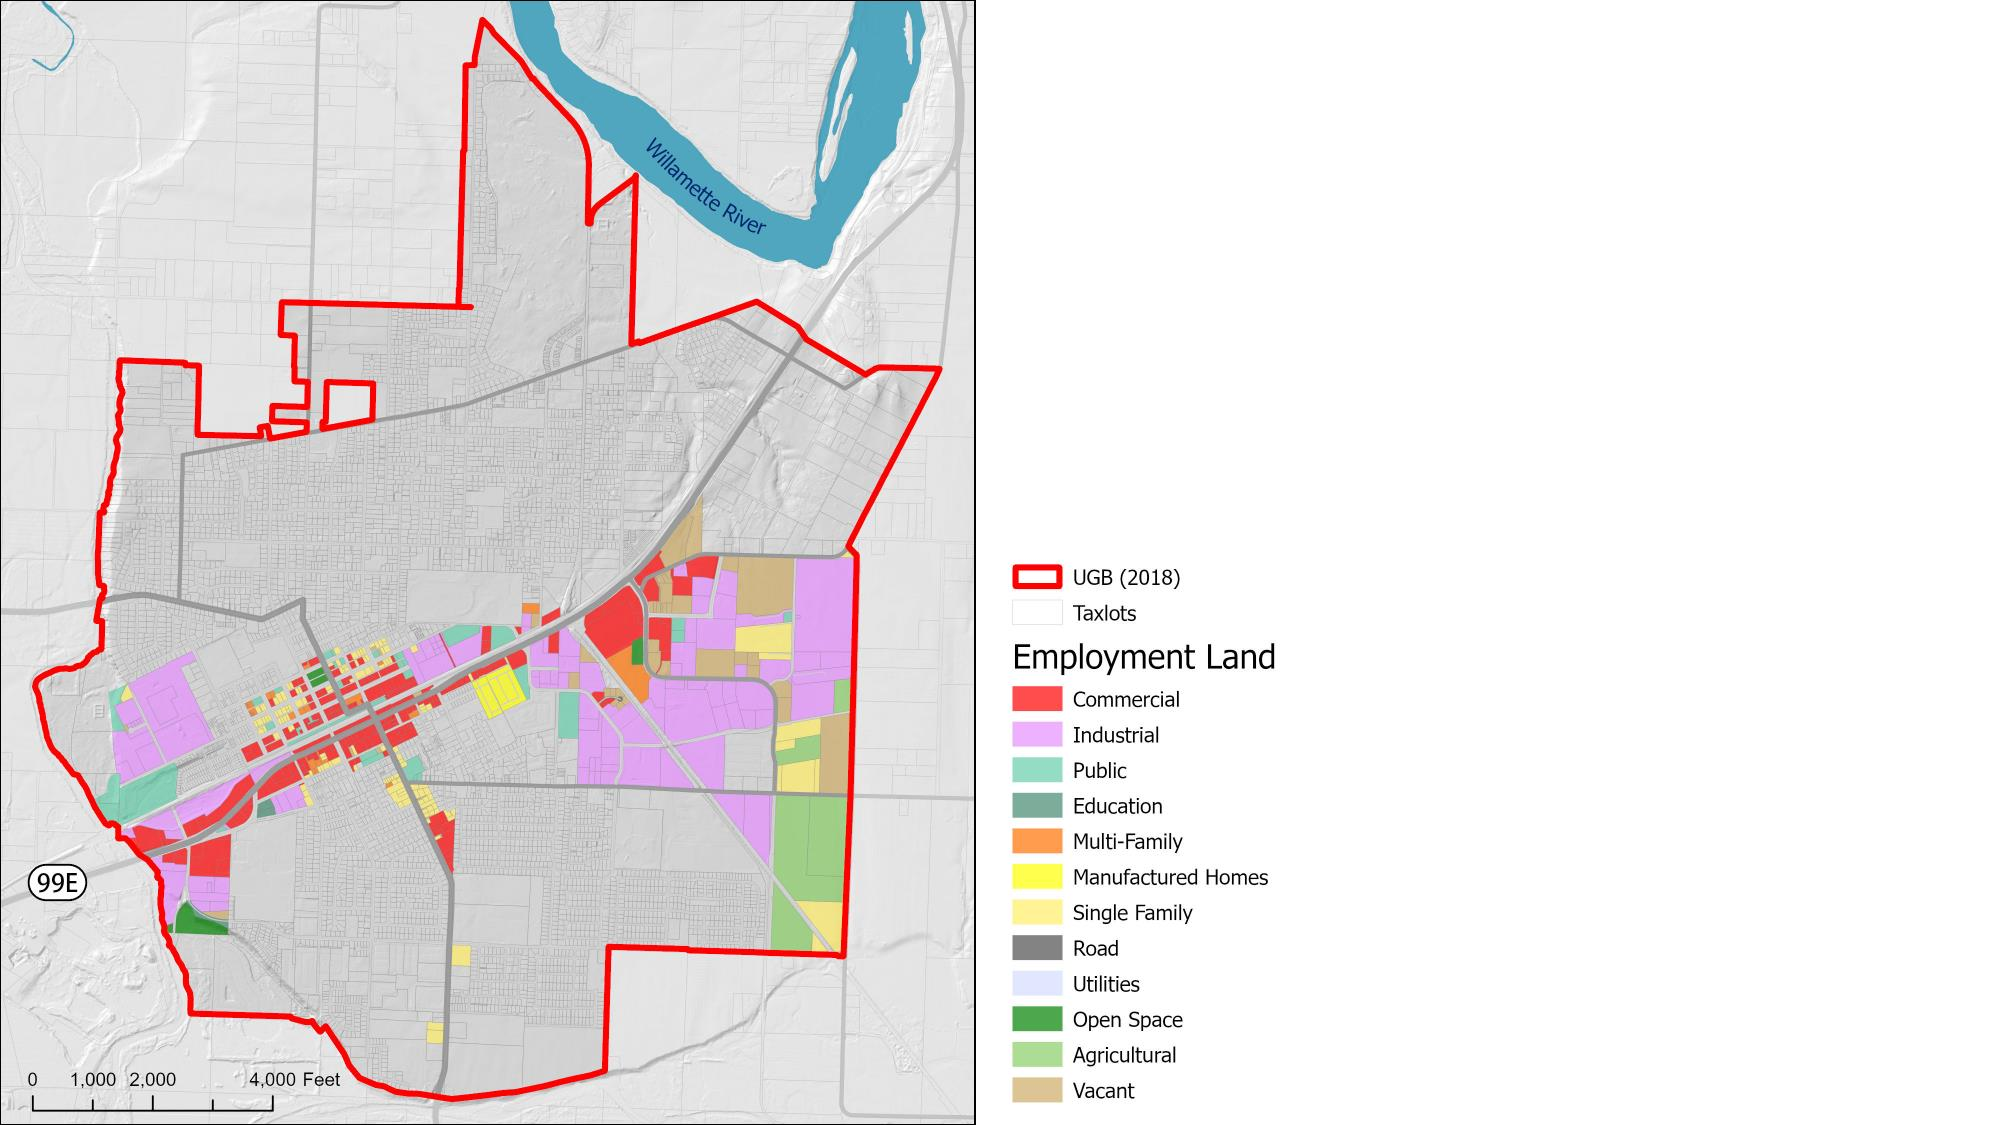 Willamette River
99E
0 1,000 2,000 4,000 Feet
UGB (2018)
Taxlots
Employment Land
Commercial
Industrial
Public
Education
Multi-Family
Manufactured Homes
Single Family
Road
Utilities
Open Space
Agricultural
Vacant